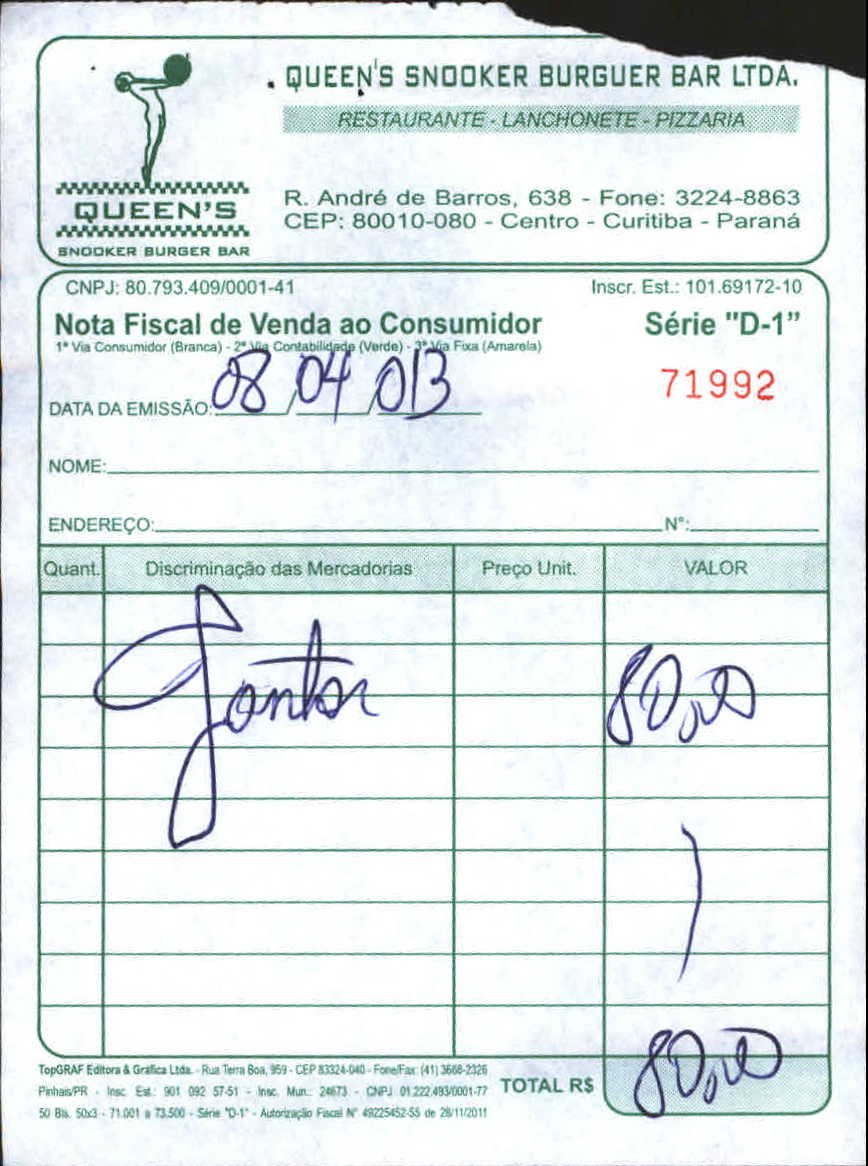 QUEEN'S SNOOKER BURGUER BAR LTDA.
RESTAURANTE - LANCHONETE - PIZZARIA
R. André de Barros, 638 - Fone: 3224-8863
CEP: 80010-080 - Centro - Curitiba - Paraná
QUEEN'S
SNOOKER BURGER BAR
CNPJ: 80.793.409/0001-41 Inscr. Est.: 101.69172-10
Nota Fiscal de Venda ao Consumidor Série "D-1"
1ª Via Consumidor (Branca) - 2ª Via Contabilidade (Verde) - 3ª Via Fixa (Amarela)
71992
DATA DA EMISSÃO: 08/04/013
NOME:
ENDEREÇO: N°:
Quant. Discriminação das Mercadorias Preço Unit. VALOR
Jantar 80,00
TopGRAF Editora & Gráfica Ltda. - Rua Terra Boa, 959 - CEP 83324-040 - Fone/Fax: (41) 3668-2326
Pinhais/PR - Insc. Est.: 901 092 57-51 - Insc. Mun.: 24673 - CNPJ 01.222.493/0001-77
50 Bls. 50x3 - 71.001 a 73.500 - Série "D-1" - Autorização Fiscal N° 49225452-55 de 28/11/2011
TOTAL R$ 80,00